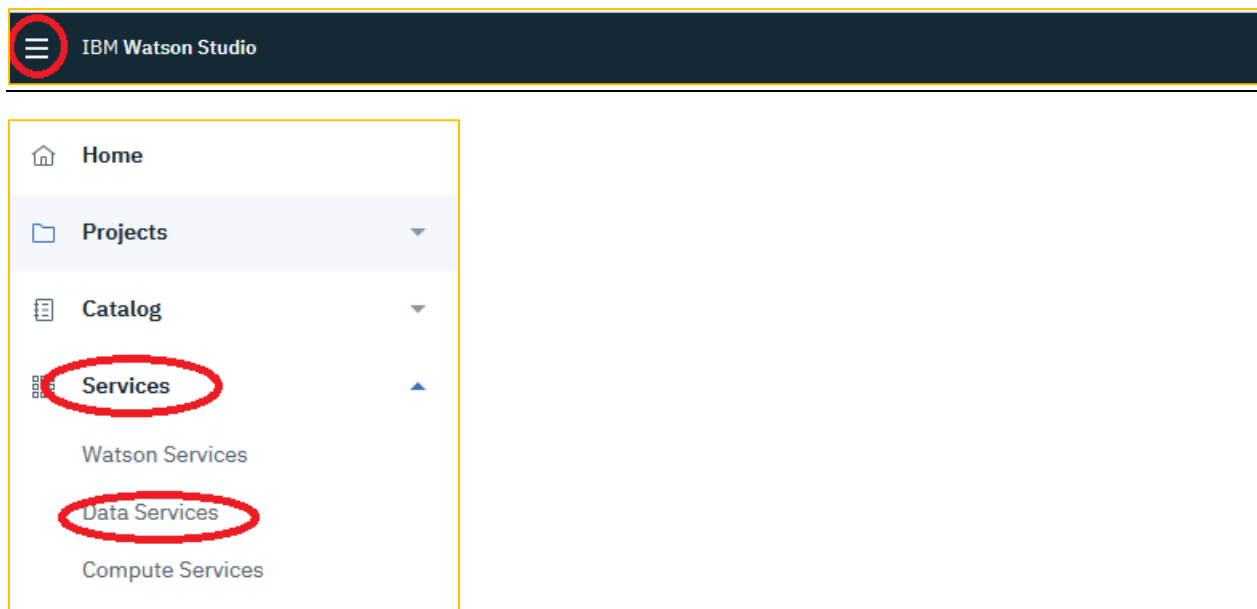 IBM Watson Studio
Home
Projects
Catalog
Services
Watson Services
Data Services
Compute Services